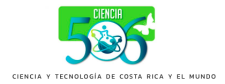 CIENCIA
506
CIENCIA Y TECNOLOGÍA DE COSTA RICA Y EL MUNDO